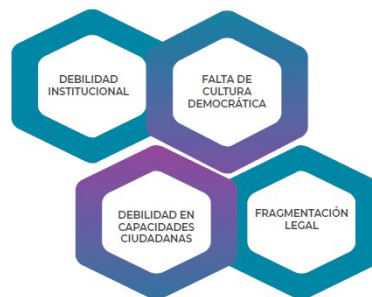 DEBILIDAD
INSTITUCIONAL
FALTA DE
CULTURA
DEMOCRÁTICA
DEBILIDAD EN
CAPACIDADES
CIUDADANAS
FRAGMENTACIÓN
LEGAL